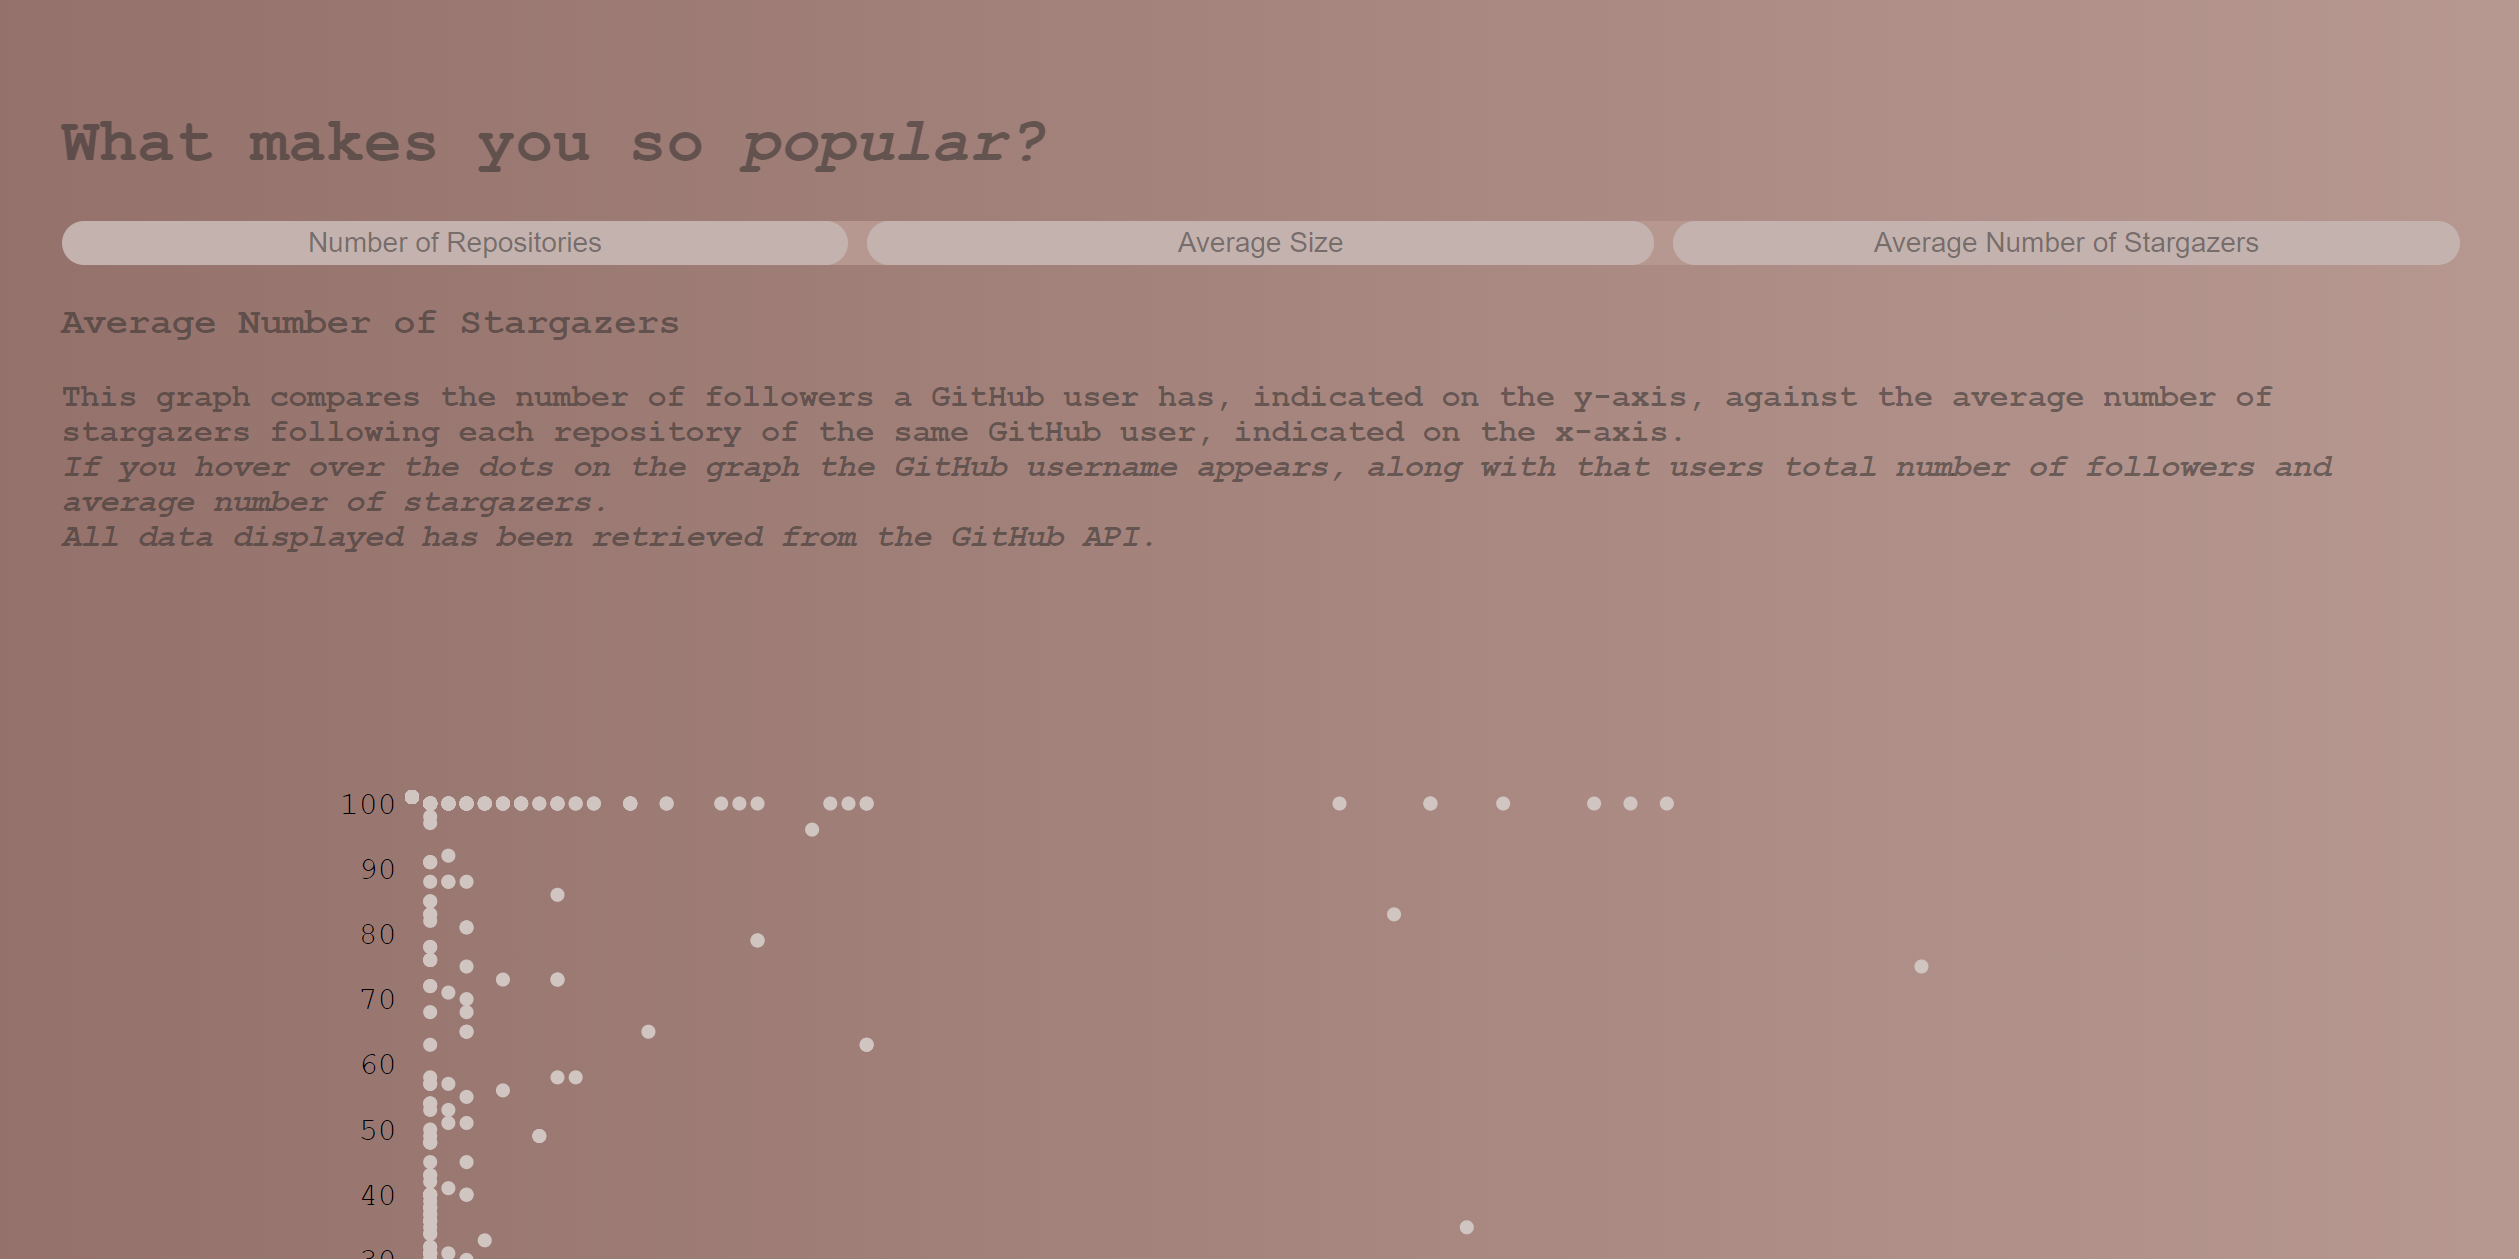 What makes you so popular?
Number of Repositories
Average Size
Average Number of Stargazers
Average Number of Stargazers
This graph compares the number of followers a GitHub user has, indicated on the y-axis, against the average number of
stargazers following each repository of the same GitHub user, indicated on the x-axis.
If you hover over the dots on the graph the GitHub username appears, along with that users total number of followers and
average number of stargazers.
All data displayed has been retrieved from the GitHub API.
100
90
80
70
60
50
40
30